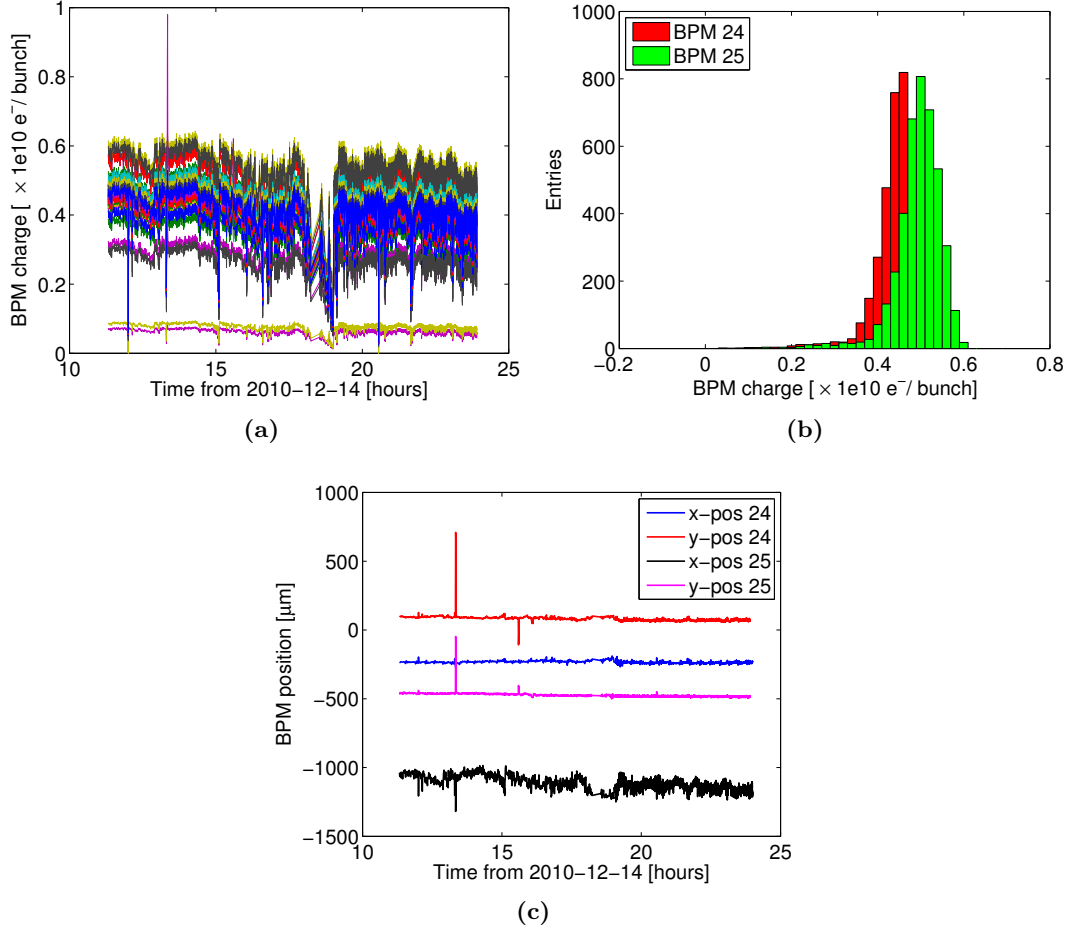 1
0.8
0.6
0.4
0.2
0
10 15 20 25
BPM charge [ × 1e10 e⁻/ bunch]
Time from 2010−12−14 [hours]
(a)
1000
800
600
400
200
0
−0.2 0 0.2 0.4 0.6 0.8
Entries
BPM 24
BPM 25
BPM charge [ × 1e10 e⁻/ bunch]
(b)
1000
500
0
−500
−1000
−1500
10 15 20 25
BPM position [µm]
x−pos 24
y−pos 24
x−pos 25
y−pos 25
Time from 2010−12−14 [hours]
(c)